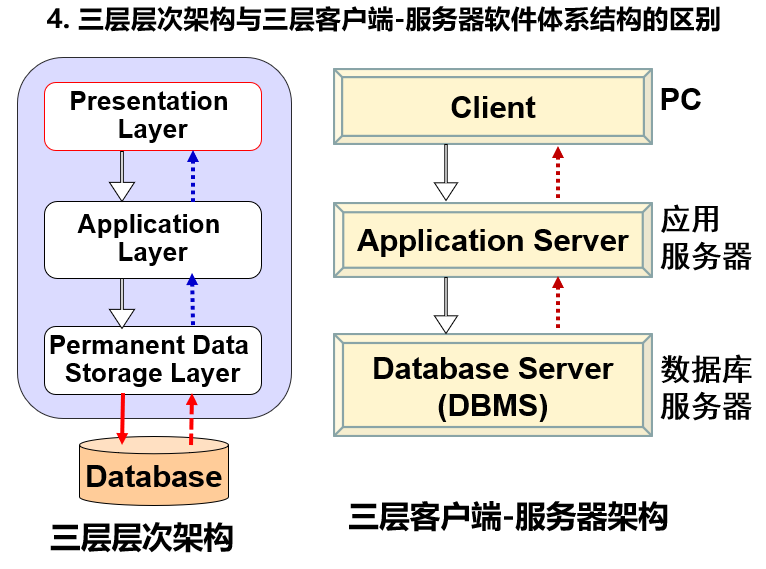 4. 三层层次架构与三层客户端-服务器软件体系结构的区别
Presentation
Layer
Application
Layer
Permanent Data
Storage Layer
Database
三层层次架构
Client
PC
Application Server
应用
服务器
Database Server
(DBMS)
数据库
服务器
三层客户端-服务器架构